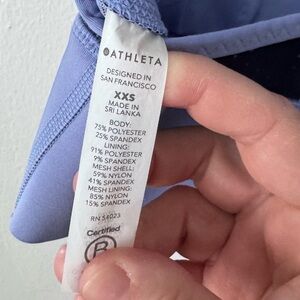 ATHLETA
DESIGNED IN
SAN FRANCISCO
XXS
MADE IN
SRI LANKA
BODY:
75% POLYESTER
25% SPANDEX
LINING:
91% POLYESTER
9% SPANDEX
MESH SHELL:
59% NYLON
41% SPANDEX
MESH LINING:
85% NYLON
15% SPANDEX
RN 54023
Certified
B